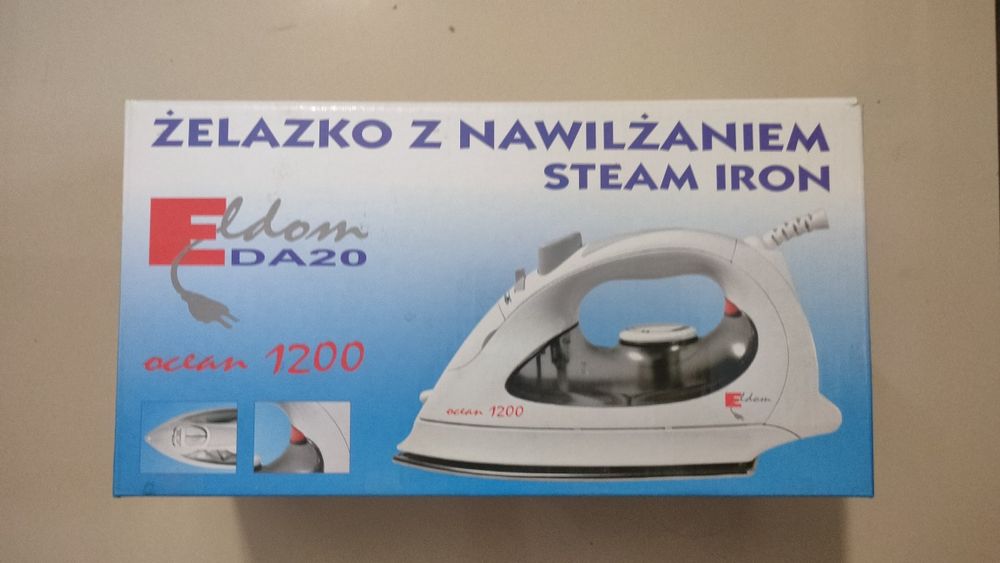 ŻELAZKO Z NAWILŻANIEM
STEAM IRON
Eldom
DA20
ocean 1200
ocean 1200
Eldom